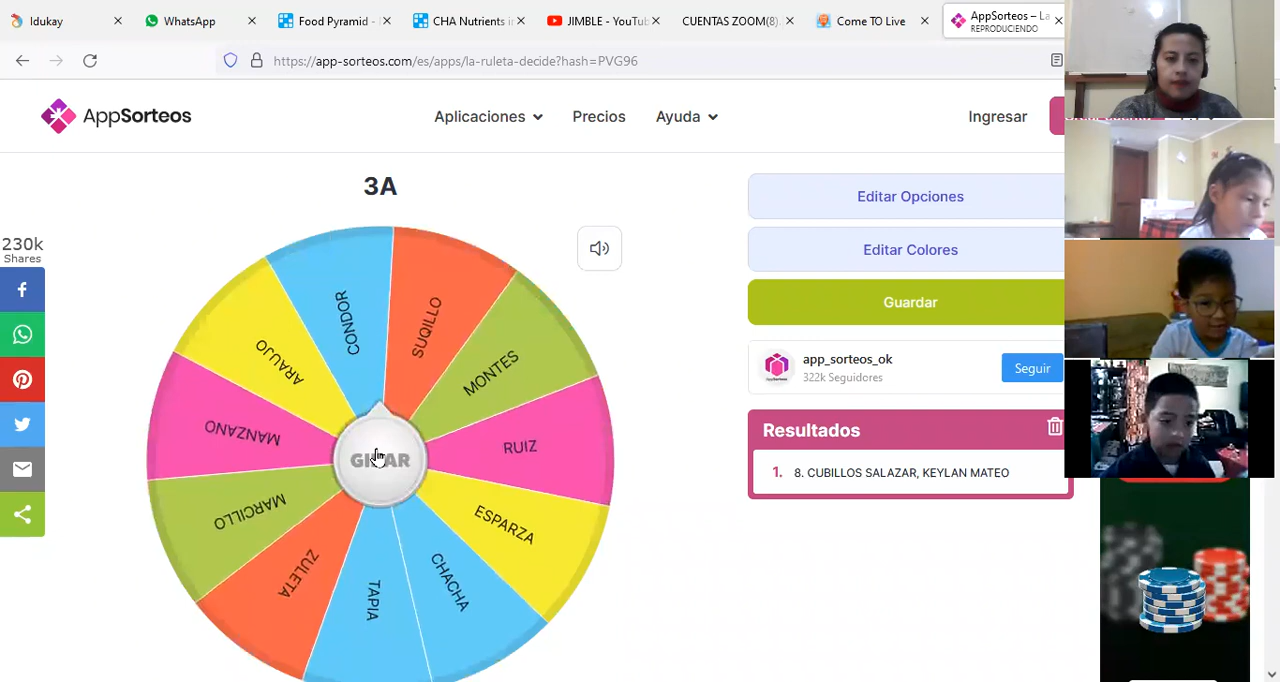 Idukay
WhatsApp
Food Pyramid -
CHA Nutrients i
JIMBLE - YouTu
CUENTAS ZOOM(8).
Come TO Live
AppSorteos – La
REPRODUCIENDO
https://app-sorteos.com/es/apps/la-ruleta-decide?hash=PVG96
AppSorteos
Aplicaciones
Precios
Ayuda
Ingresar
3A
230k
Shares
CONDOR
SUQILLO
MONTES
RUIZ
ESPARZA
CHACHA
TAPIA
ZULETA
MARCILLO
MANZANO
ARAUJO
GIRAR
Editar Opciones
Editar Colores
Guardar
app_sorteos_ok
322k Seguidores
Seguir
Resultados
1. 8. CUBILLOS SALAZAR, KEYLAN MATEO